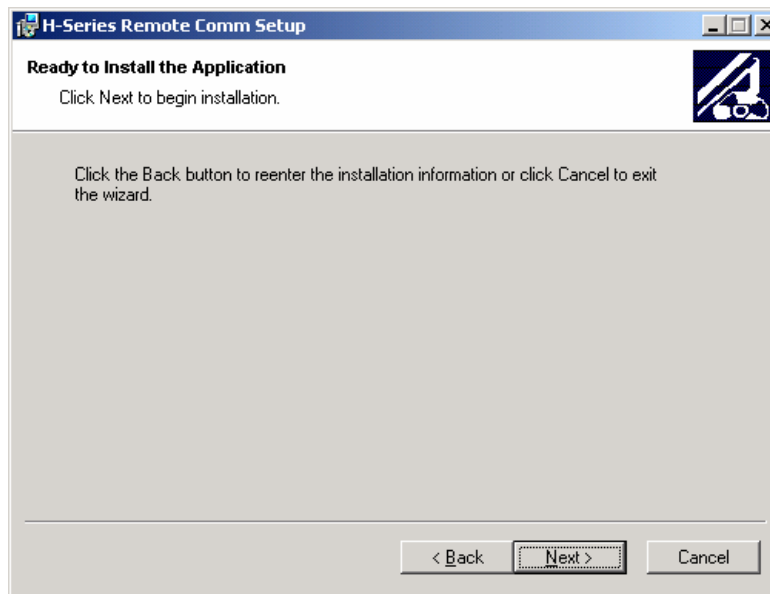 H-Series Remote Comm Setup
Ready to Install the Application
Click Next to begin installation.
Click the Back button to reenter the installation information or click Cancel to exit
the wizard.
< Back Next > Cancel